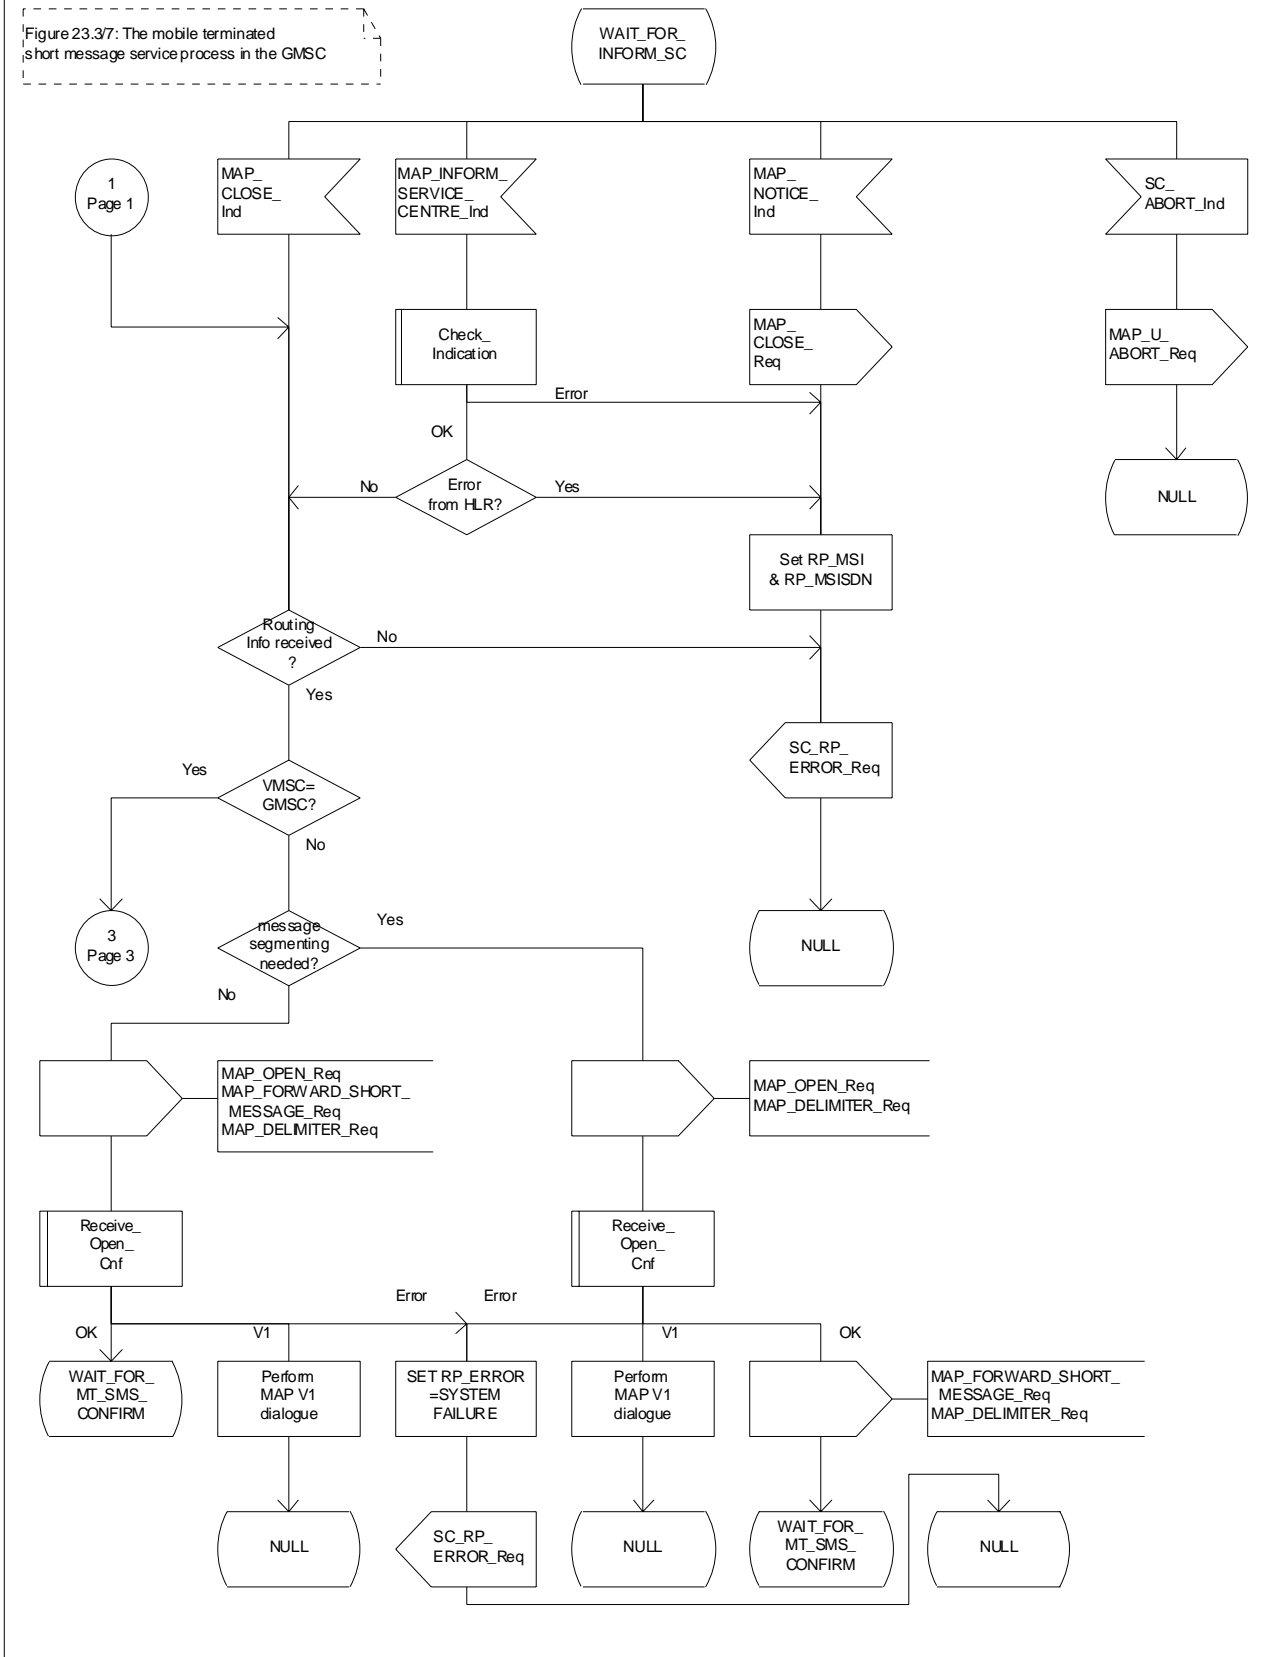 Figure 23.3/7: The mobile terminated
short message service process in the GMSC
WAIT_FOR_
INFORM_SC
1
Page 1
MAP_
CLOSE_
Ind
MAP_INFORM_
SERVICE_
CENTRE_Ind
MAP_
NOTICE_
Ind
SC_
ABORT_Ind
Check_
Indication
MAP_
CLOSE_
Req
MAP_U_
ABORT_Req
Error
OK
No
Error
from HLR?
Yes
NULL
Set RP_MSI
& RP_MSISDN
Routing
Info received
?
No
Yes
SC_RP_
ERROR_Req
Yes
VMSC=
GMSC?
No
3
Page 3
message
segmenting
needed?
Yes
NULL
No
MAP_OPEN_Req
MAP_FORWARD_SHORT_
MESSAGE_Req
MAP_DELIMITER_Req
MAP_OPEN_Req
MAP_DELIMITER_Req
Receive_
Open_
Cnf
Receive_
Open_
Cnf
Error
Error
OK
V1
V1
OK
WAIT_FOR_
MT_SMS_
CONFIRM
Perform
MAP V1
dialogue
SET RP_ERROR
=SYSTEM
FAILURE
Perform
MAP V1
dialogue
MAP_FORWARD_SHORT_
MESSAGE_Req
MAP_DELIMITER_Req
NULL
SC_RP_
ERROR_Req
NULL
WAIT_FOR_
MT_SMS_
CONFIRM
NULL